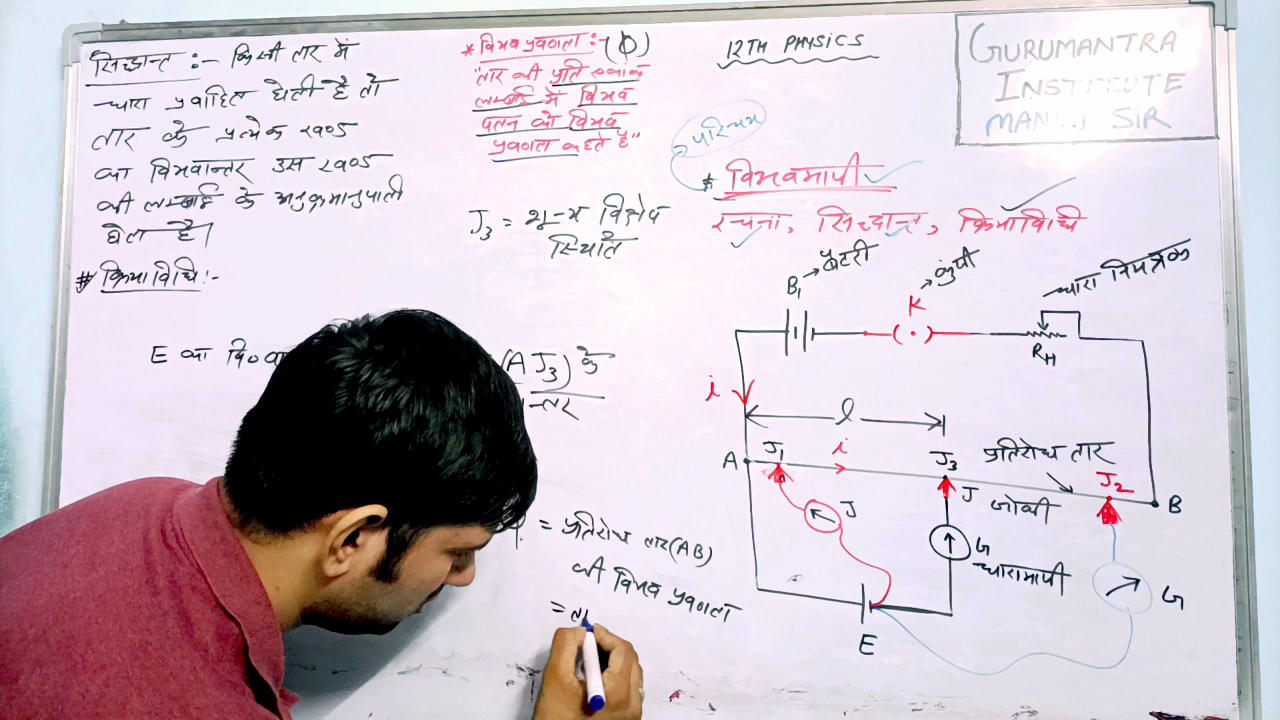 सिद्धान्त :- किसी तार में
धारा प्रवाहित होती है तो
तार के प्रत्येक खण्ड
का विभवान्तर उस खण्ड
की लम्बाई के अनुक्रमानुपाती
होता है।
# क्रियाविधि:-
E का वि० वा
(AJ₃) के
न्तर
* विभव प्रवणता :- (ϕ)
"तार की प्रति एकांक
लम्बाई में विभव
पतन को विभव
प्रवणता कहते हैं"
J₃ = शून्य विक्षेप
स्थिति
= प्रतिरोध तार(AB)
की विभव प्रवणता
= ता
12TH PHYSICS
GURUMANTRA
INSTITUTE
SIR
परिचय
* विभवमापी
रचना, सिद्धान्त, क्रियाविधि
B₁ → बैटरी
K → कुंजी
धारा नियंत्रक
R_H
i
l
A
J₁
i
J₃
प्रतिरोध तार
J₂
B
J
J जोकी
G
धारामापी
G
E